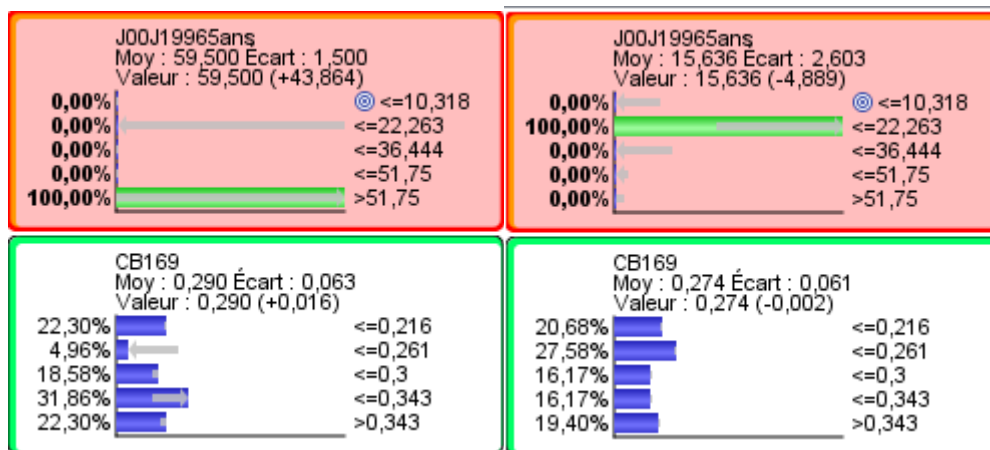 J00J19965ans
Moy : 59,500 Écart : 1,500
Valeur : 59,500 (+43,864)
0,00% <=10,318
0,00% <=22,263
0,00% <=36,444
0,00% <=51,75
100,00% >51,75
J00J19965ans
Moy : 15,636 Écart : 2,603
Valeur : 15,636 (-4,889)
0,00% <=10,318
100,00% <=22,263
0,00% <=36,444
0,00% <=51,75
0,00% >51,75
CB169
Moy : 0,290 Écart : 0,063
Valeur : 0,290 (+0,016)
22,30% <=0,216
4,96% <=0,261
18,58% <=0,3
31,86% <=0,343
22,30% >0,343
CB169
Moy : 0,274 Écart : 0,061
Valeur : 0,274 (-0,002)
20,68% <=0,216
27,58% <=0,261
16,17% <=0,3
16,17% <=0,343
19,40% >0,343